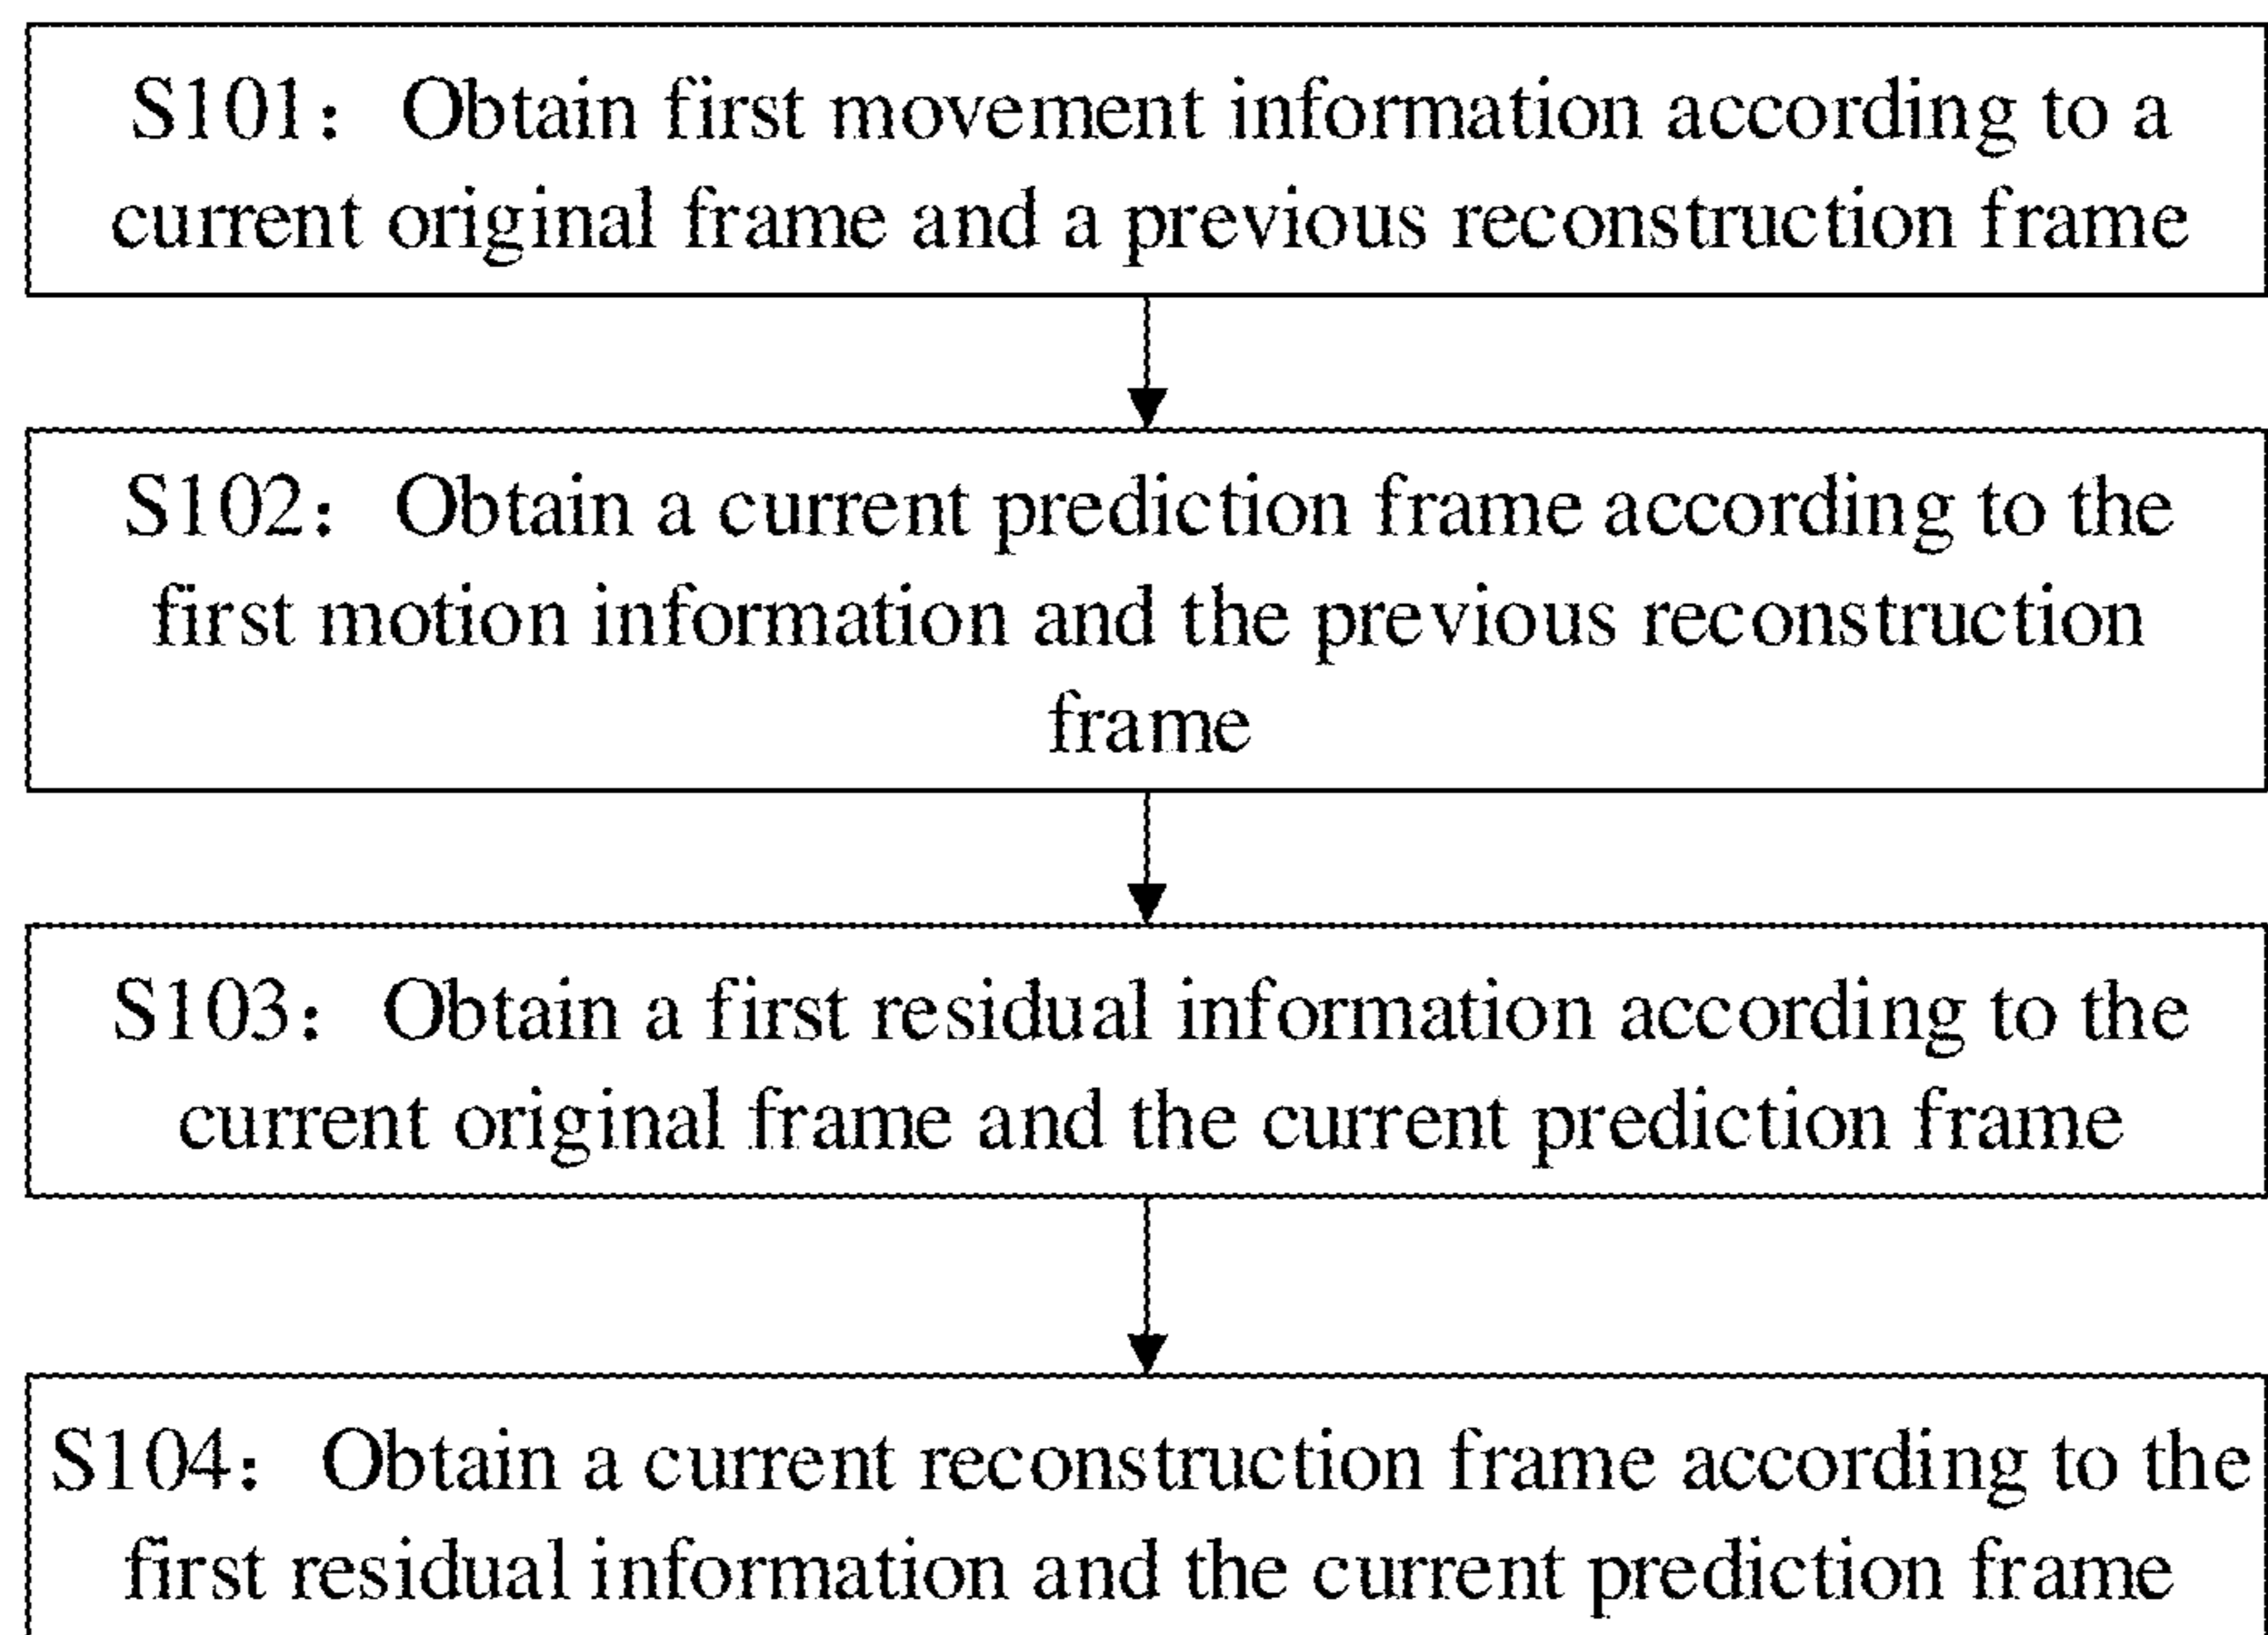 S101: Obtain first movement information according to a
current original frame and a previous reconstruction frame
S102: Obtain a current prediction frame according to the
first motion information and the previous reconstruction
frame
S103: Obtain a first residual information according to the
current original frame and the current prediction frame
S104: Obtain a current reconstruction frame according to the
first residual information and the current prediction frame